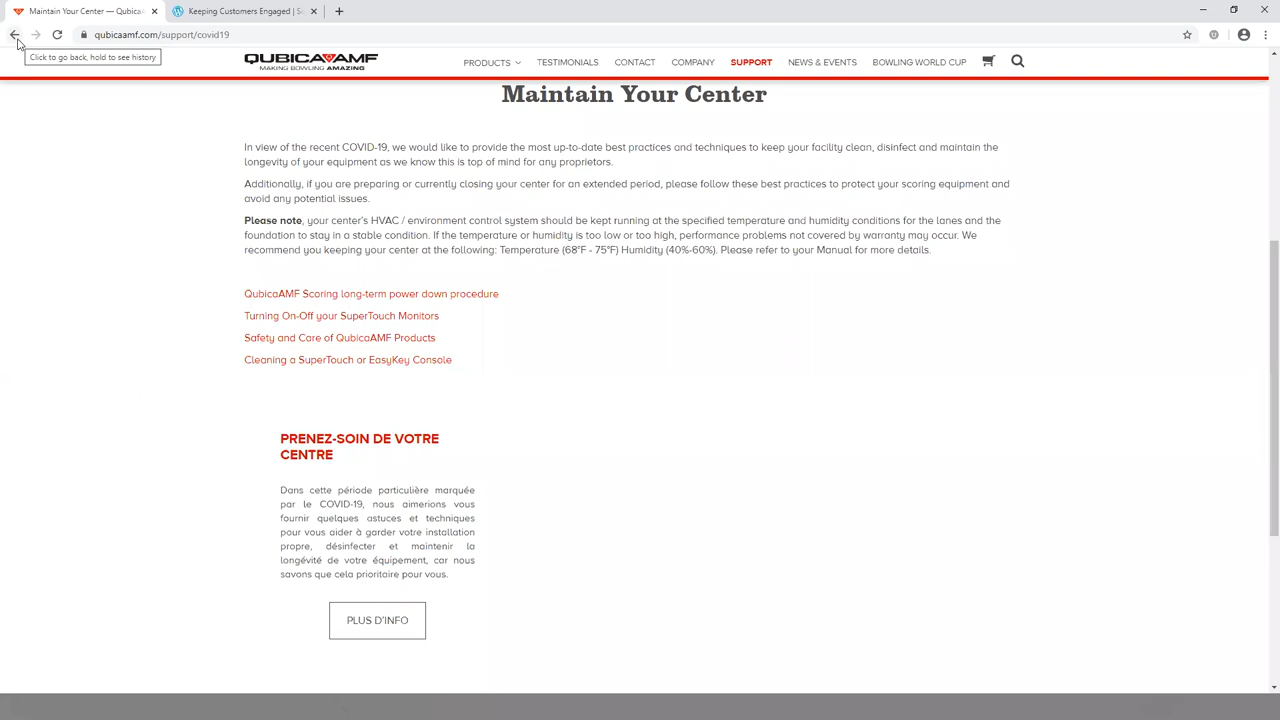 Maintain Your Center — Qubica
Keeping Customers Engaged | S
qubicaamf.com/support/covid19
Click to go back, hold to see history
QUBICAAMF
MAKING BOWLING AMAZING
PRODUCTS TESTIMONIALS CONTACT COMPANY SUPPORT NEWS & EVENTS BOWLING WORLD CUP
Maintain Your Center
In view of the recent COVID-19, we would like to provide the most up-to-date best practices and techniques to keep your facility clean, disinfect and maintain the
longevity of your equipment as we know this is top of mind for any proprietors.
Additionally, if you are preparing or currently closing your center for an extended period, please follow these best practices to protect your scoring equipment and
avoid any potential issues.
Please note, your center's HVAC / environment control system should be kept running at the specified temperature and humidity conditions for the lanes and the
foundation to stay in a stable condition. If the temperature or humidity is too low or too high, performance problems not covered by warranty may occur. We
recommend you keeping your center at the following: Temperature (68°F - 75°F) Humidity (40%-60%). Please refer to your Manual for more details.
QubicaAMF Scoring long-term power down procedure
Turning On-Off your SuperTouch Monitors
Safety and Care of QubicaAMF Products
Cleaning a SuperTouch or EasyKey Console
PRENEZ-SOIN DE VOTRE
CENTRE
Dans cette période particulière marquée
par le COVID-19, nous aimerions vous
fournir quelques astuces et techniques
pour vous aider à garder votre installation
propre, désinfecter et maintenir la
longévité de votre équipement, car nous
savons que cela prioritaire pour vous.
PLUS D'INFO